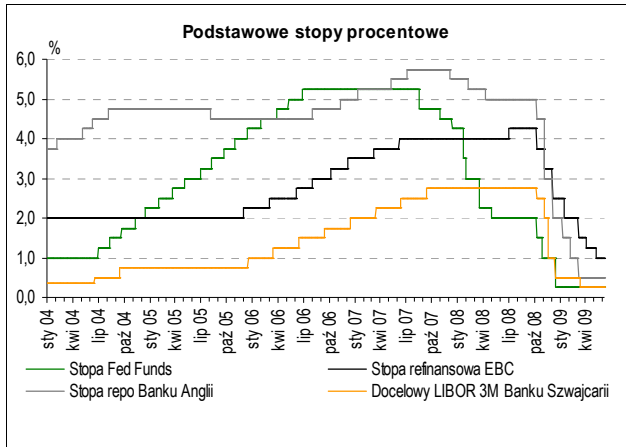 Podstawowe stopy procentowe
%
6,0
5,0
4,0
3,0
2,0
1,0
0,0
sty 04
kwi 04
lip 04
paź 04
sty 05
kwi 05
lip 05
paź 05
sty 06
kwi 06
lip 06
paź 06
sty 07
kwi 07
lip 07
paź 07
sty 08
kwi 08
lip 08
paź 08
sty 09
kwi 09
Stopa Fed Funds
Stopa refinansowa EBC
Stopa repo Banku Anglii
Docelowy LIBOR 3M Banku Szwajcarii